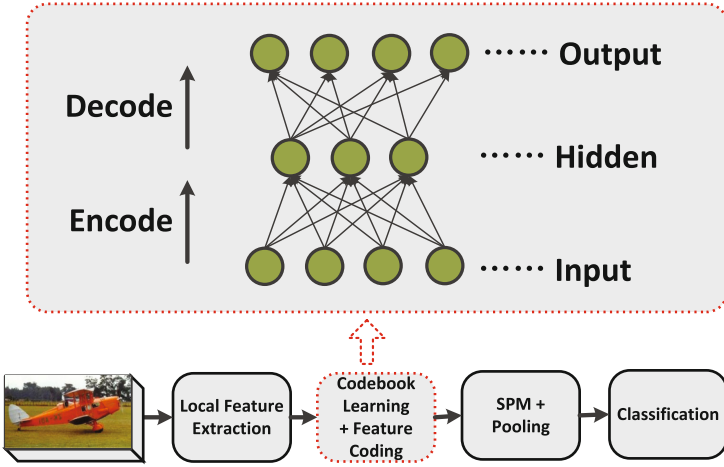 Decode
Encode
...... Output
...... Hidden
...... Input
Local Feature
Extraction
Codebook
Learning
+ Feature
Coding
SPM +
Pooling
Classification